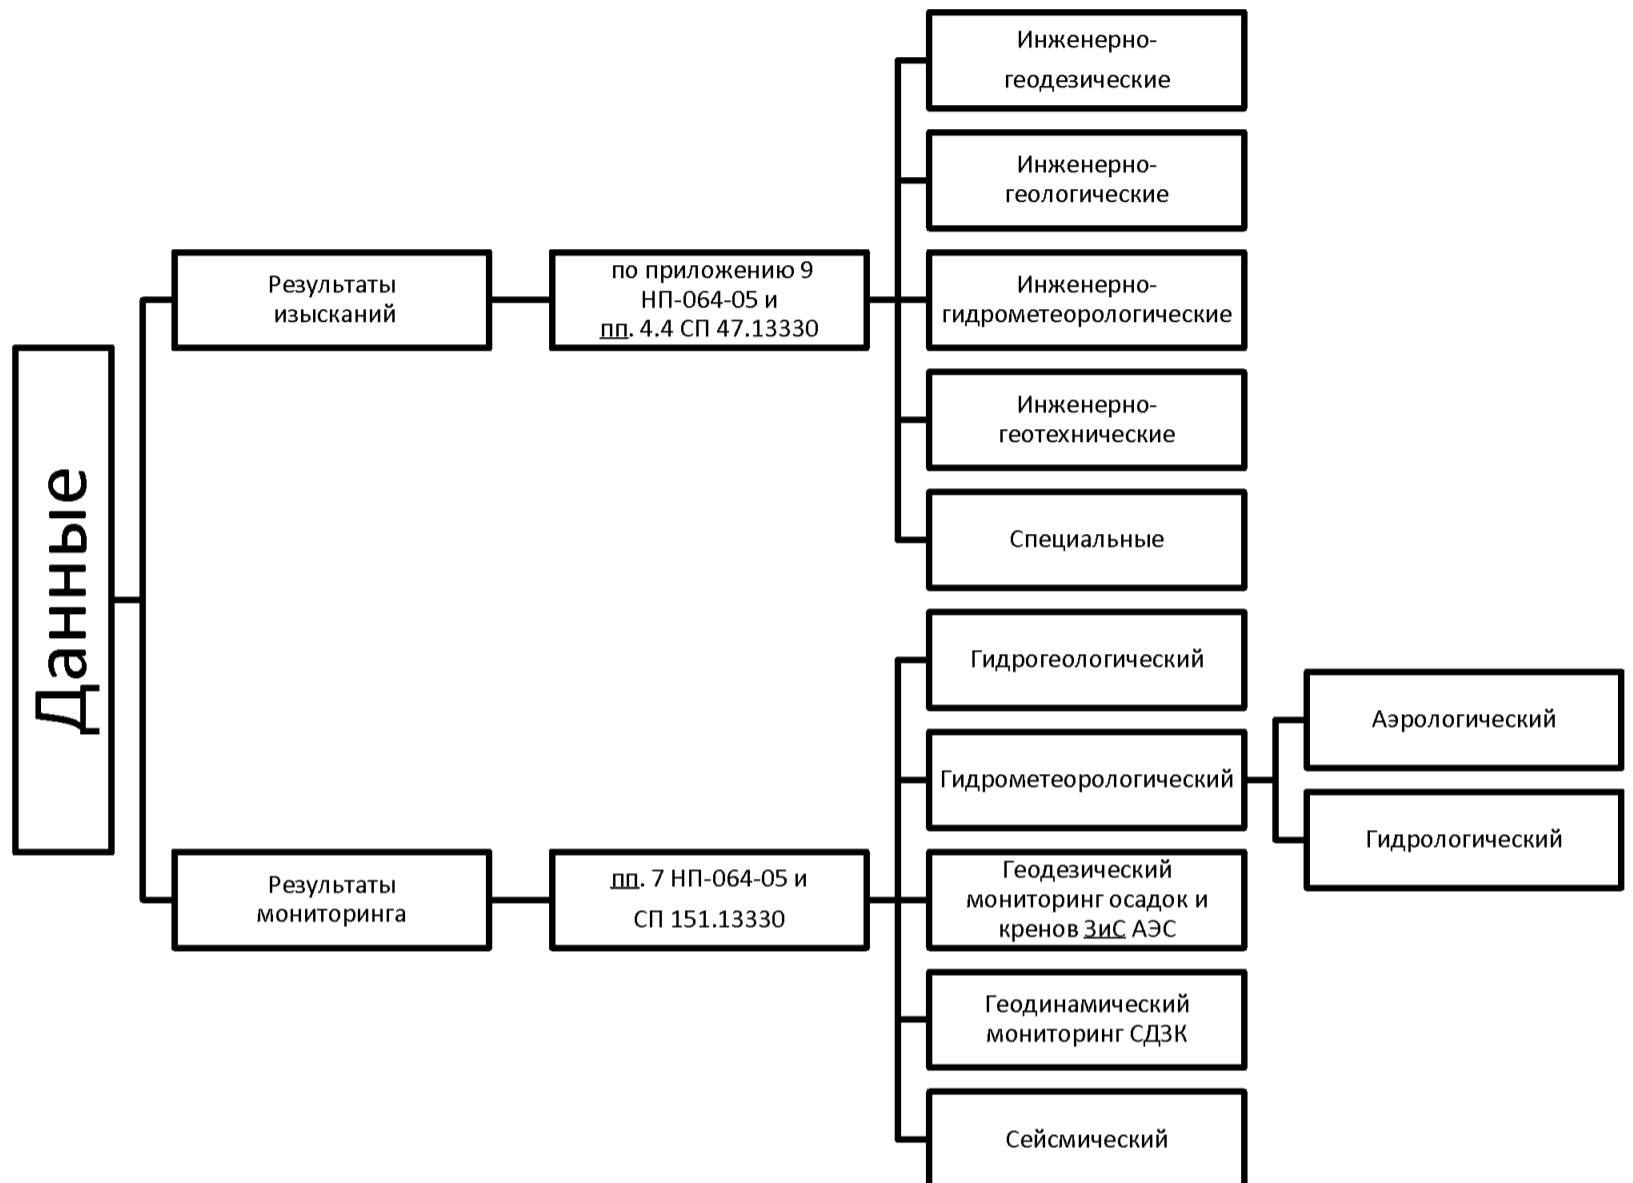 Данные
Результаты
изысканий
по приложению 9
НП-064-05 и
пп. 4.4 СП 47.13330
Инженерно-
геодезические
Инженерно-
геологические
Инженерно-
гидрометеорологические
Инженерно-
геотехнические
Специальные
Результаты
мониторинга
пп. 7 НП-064-05 и
СП 151.13330
Гидрогеологический
Гидрометеорологический
Аэрологический
Гидрологический
Геодезический
мониторинг осадок и
кренов ЗиС АЭС
Геодинамический
мониторинг СДЗК
Сейсмический